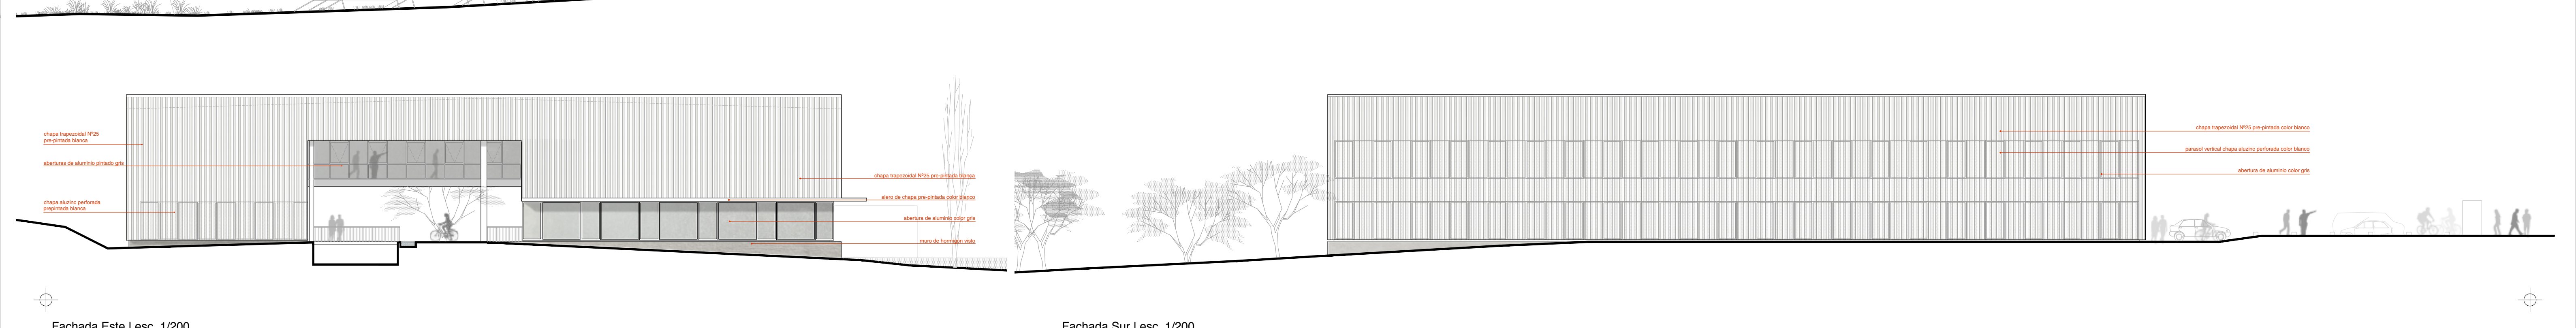 chapa trapezoidal Nº25
pre-pintada blanca
aberturas de aluminio pintado gris
chapa aluzinc perforada
prepintada blanca
chapa trapezoidal Nº25 pre-pintada blanca
alero de chapa pre-pintada color blanco
abertura de aluminio color gris
muro de hormigón visto
Fachada Este | esc. 1/200
chapa trapezoidal Nº25 pre-pintada color blanco
parasol vertical chapa aluzinc perforada color blanco
abertura de aluminio color gris
Fachada Sur | esc. 1/200